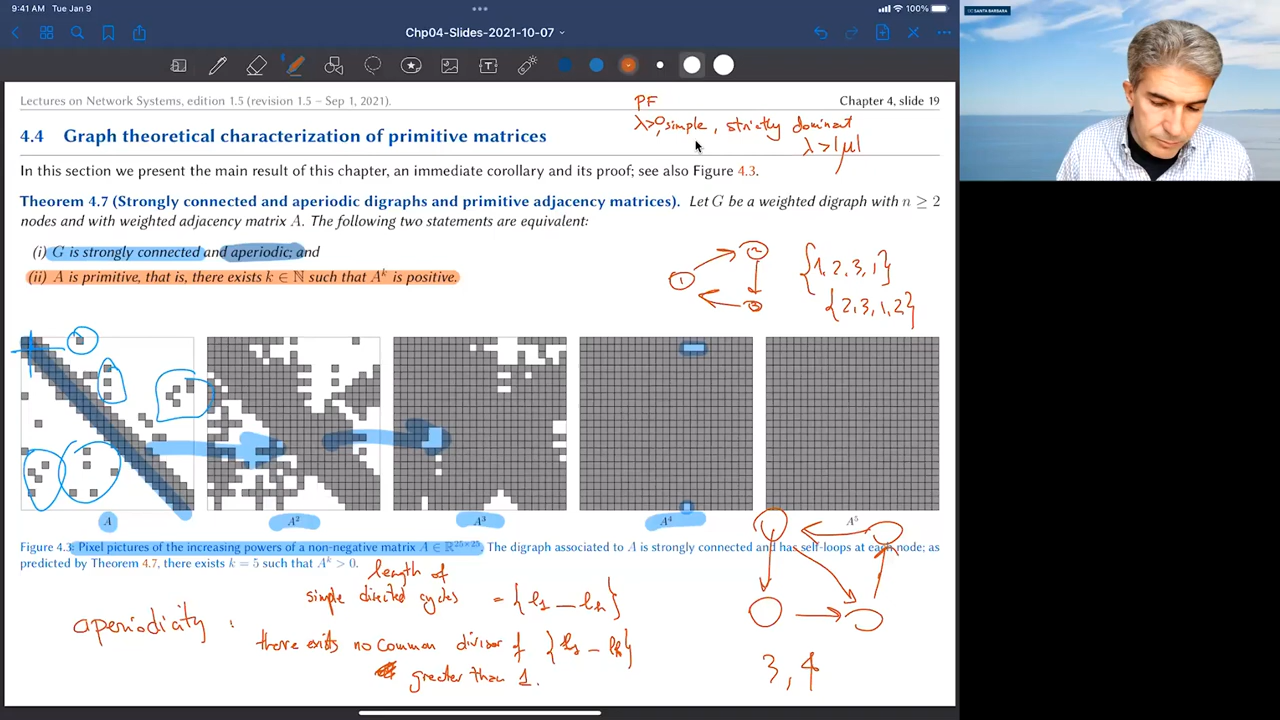 9:41 AM Tue Jan 9
100%
Chp04-Slides-2021-10-07
UC SANTA BARBARA
Lectures on Network Systems, edition 1.5 (revision 1.5 – Sep 1, 2021).
Chapter 4, slide 19
PF
λ>0, simple, strictly dominant
λ > |μ|
4.4 Graph theoretical characterization of primitive matrices
In this section we present the main result of this chapter, an immediate corollary and its proof; see also Figure 4.3.
Theorem 4.7 (Strongly connected and aperiodic digraphs and primitive adjacency matrices). Let G be a weighted digraph with n ≥ 2
nodes and with weighted adjacency matrix A. The following two statements are equivalent:
(i) G is strongly connected and aperiodic; and
(ii) A is primitive, that is, there exists k ∈ ℕ such that Aᵏ is positive.
1 2 3
{1, 2, 3, 1}
{2, 3, 1, 2}
A A² A³ A⁴ A⁵
Figure 4.3: Pixel pictures of the increasing powers of a non-negative matrix A ∈ ℝ²⁵ˣ²⁵. The digraph associated to A is strongly connected and has self-loops at each node; as
predicted by Theorem 4.7, there exists k = 5 such that Aᵏ > 0.
length of
simple directed cycles = {l1 – lk}
aperiodicity :
there exists no common divisor of {l1 – lk}
greater than 1.
3, 4